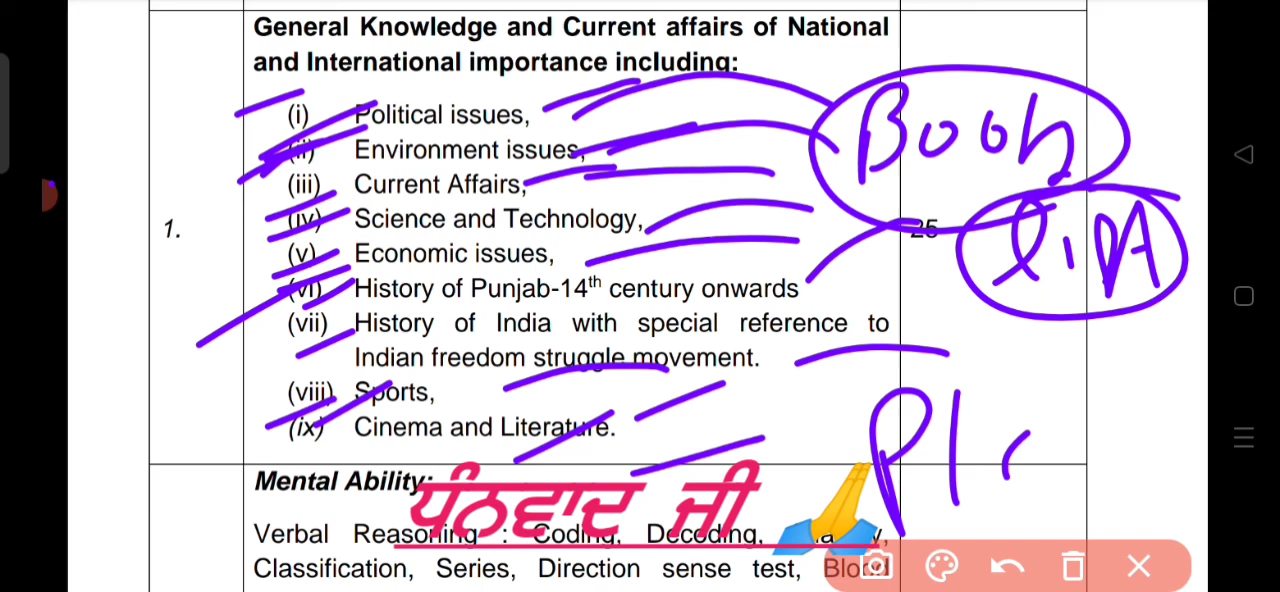 General Knowledge and Current affairs of National
and International importance including:
(i) Political issues,
(ii) Environment issues,
(iii) Current Affairs,
(iv) Science and Technology,
1. (v) Economic issues, 25
(vi) History of Punjab-14th century onwards
(vii) History of India with special reference to
Indian freedom struggle movement.
(viii) Sports,
(ix) Cinema and Literature.
Mental Ability:
ਧੰਨਵਾਦ ਜੀ 🙏
Verbal Reasoning : Coding, Decoding,
Classification, Series, Direction sense test, Blood